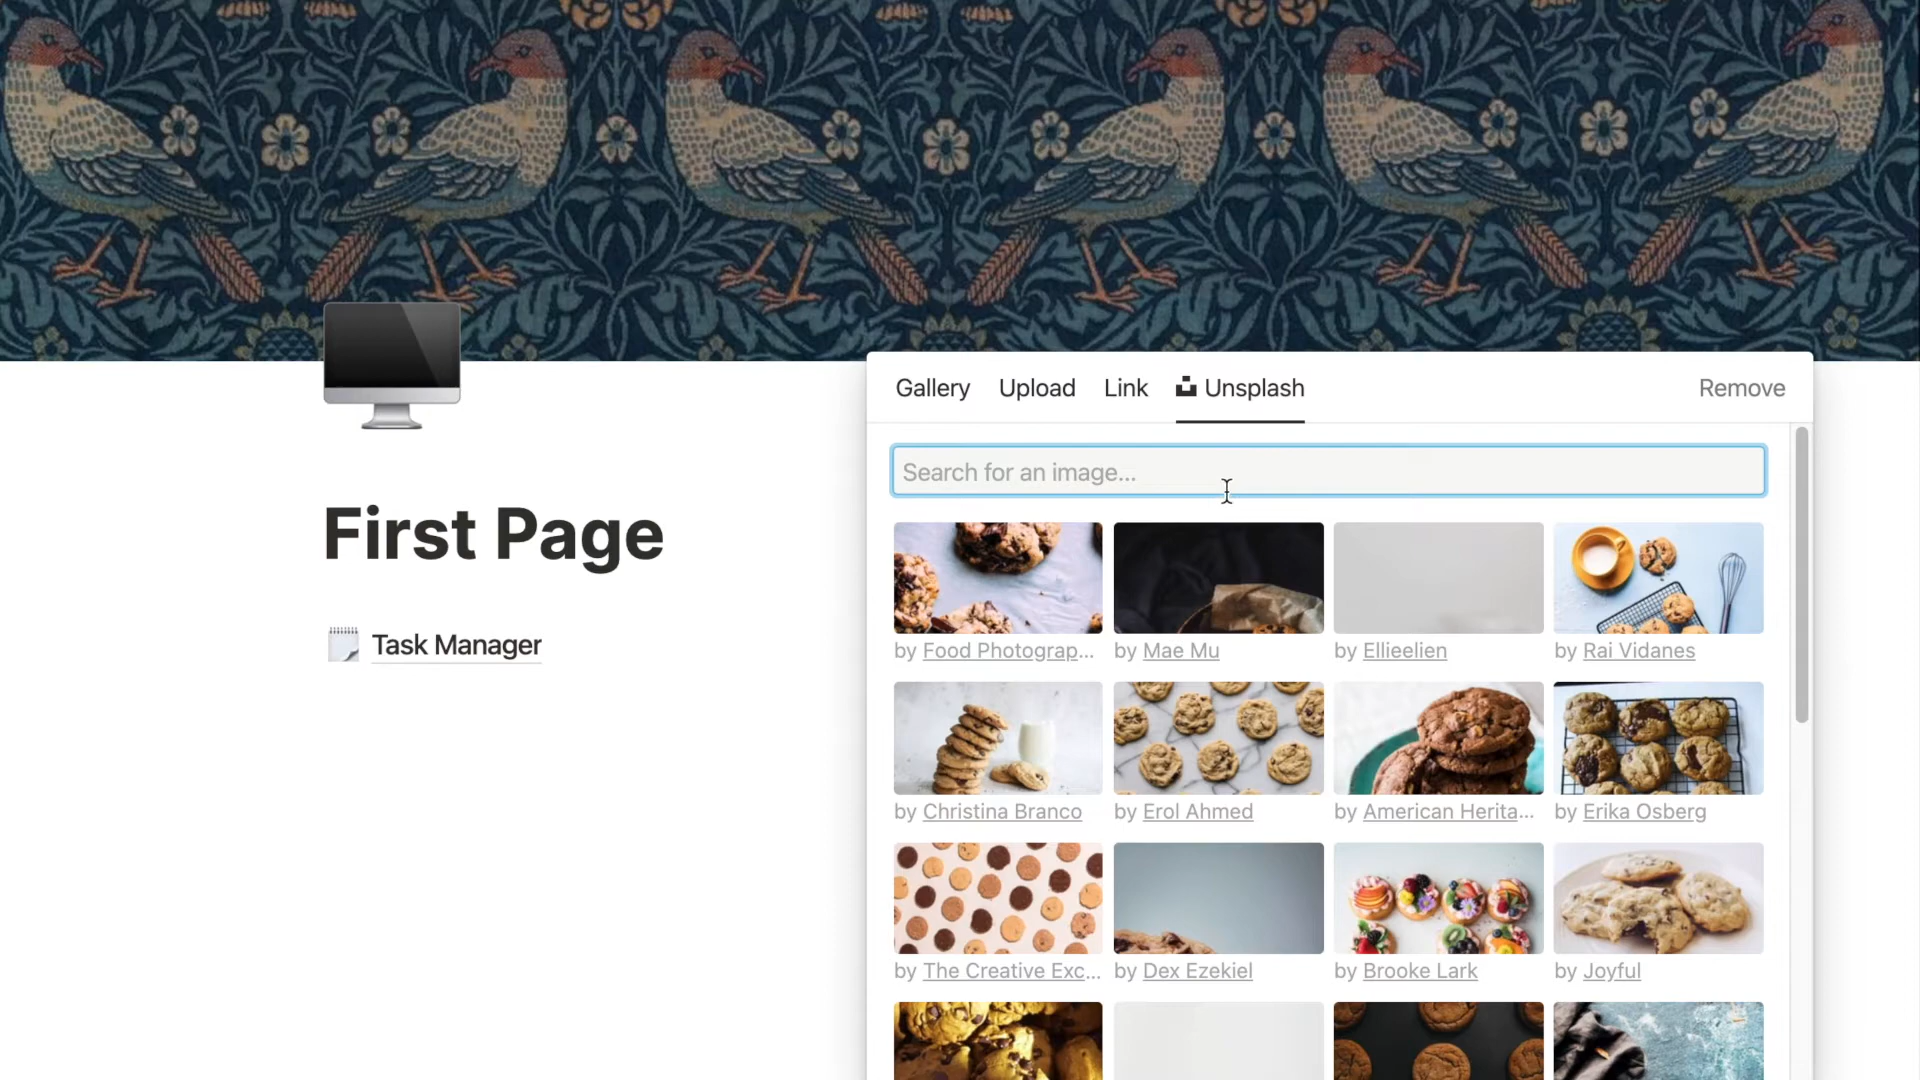 Gallery Upload Link Unsplash Remove
Search for an image...
First Page
Task Manager
by Food Photograp... by Mae Mu by Ellieelien by Rai Vidanes
by Christina Branco by Erol Ahmed by American Herita... by Erika Osberg
by The Creative Exc... by Dex Ezekiel by Brooke Lark by Joyful